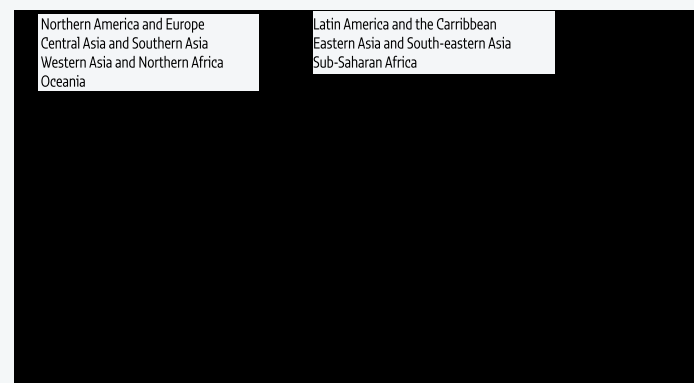 Northern America and Europe
Central Asia and Southern Asia
Western Asia and Northern Africa
Oceania
Latin America and the Carribbean
Eastern Asia and South-eastern Asia
Sub-Saharan Africa